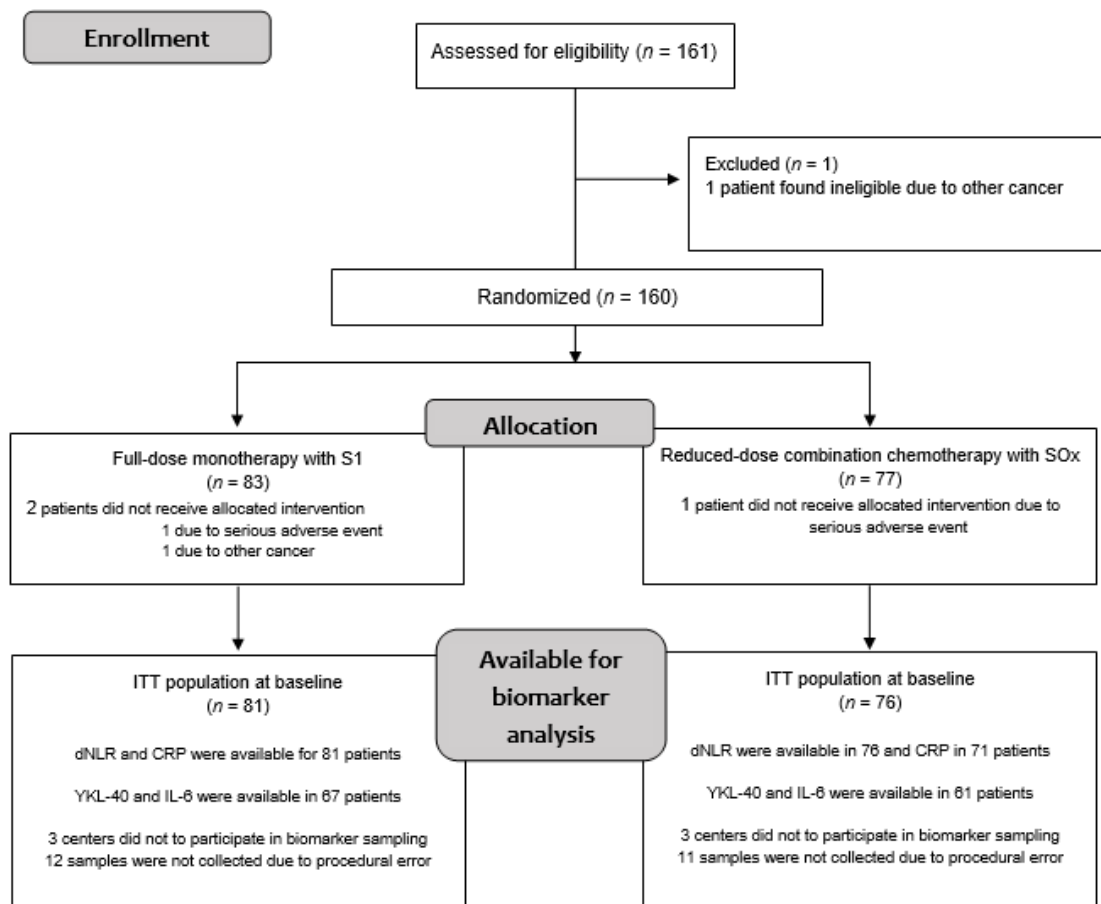 Enrollment
Assessed for eligibility (n = 161)
Excluded (n = 1)
1 patient found ineligible due to other cancer
Randomized (n = 160)
Allocation
Full-dose monotherapy with S1
(n = 83)
2 patients did not receive allocated intervention
1 due to serious adverse event
1 due to other cancer
Reduced-dose combination chemotherapy with SOx
(n = 77)
1 patient did not receive allocated intervention due to
serious adverse event
Available for
biomarker
analysis
ITT population at baseline
(n = 81)
dNLR and CRP were available for 81 patients
YKL-40 and IL-6 were available in 67 patients
3 centers did not to participate in biomarker sampling
12 samples were not collected due to procedural error
ITT population at baseline
(n = 76)
dNLR were available in 76 and CRP in 71 patients
YKL-40 and IL-6 were available in 61 patients
3 centers did not to participate in biomarker sampling
11 samples were not collected due to procedural error